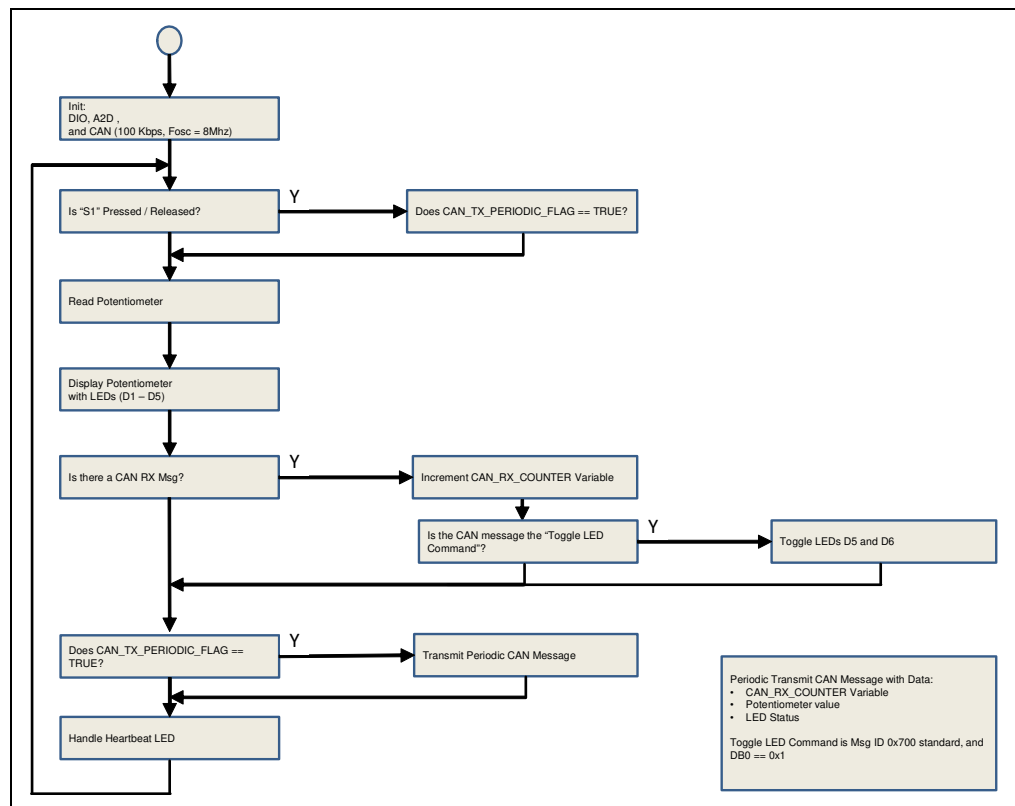 Init:
DIO, A2D ,
and CAN (100 Kbps, Fosc = 8Mhz)
Is “S1” Pressed / Released?
Y
Does CAN_TX_PERIODIC_FLAG == TRUE?
Read Potentiometer
Display Potentiometer
with LEDs (D1 – D5)
Is there a CAN RX Msg?
Y
Increment CAN_RX_COUNTER Variable
Is the CAN message the “Toggle LED
Command”?
Y
Toggle LEDs D5 and D6
Does CAN_TX_PERIODIC_FLAG ==
TRUE?
Y
Transmit Periodic CAN Message
Handle Heartbeat LED
Periodic Transmit CAN Message with Data:
• CAN_RX_COUNTER Variable
• Potentiometer value
• LED Status
Toggle LED Command is Msg ID 0x700 standard, and
DB0 == 0x1